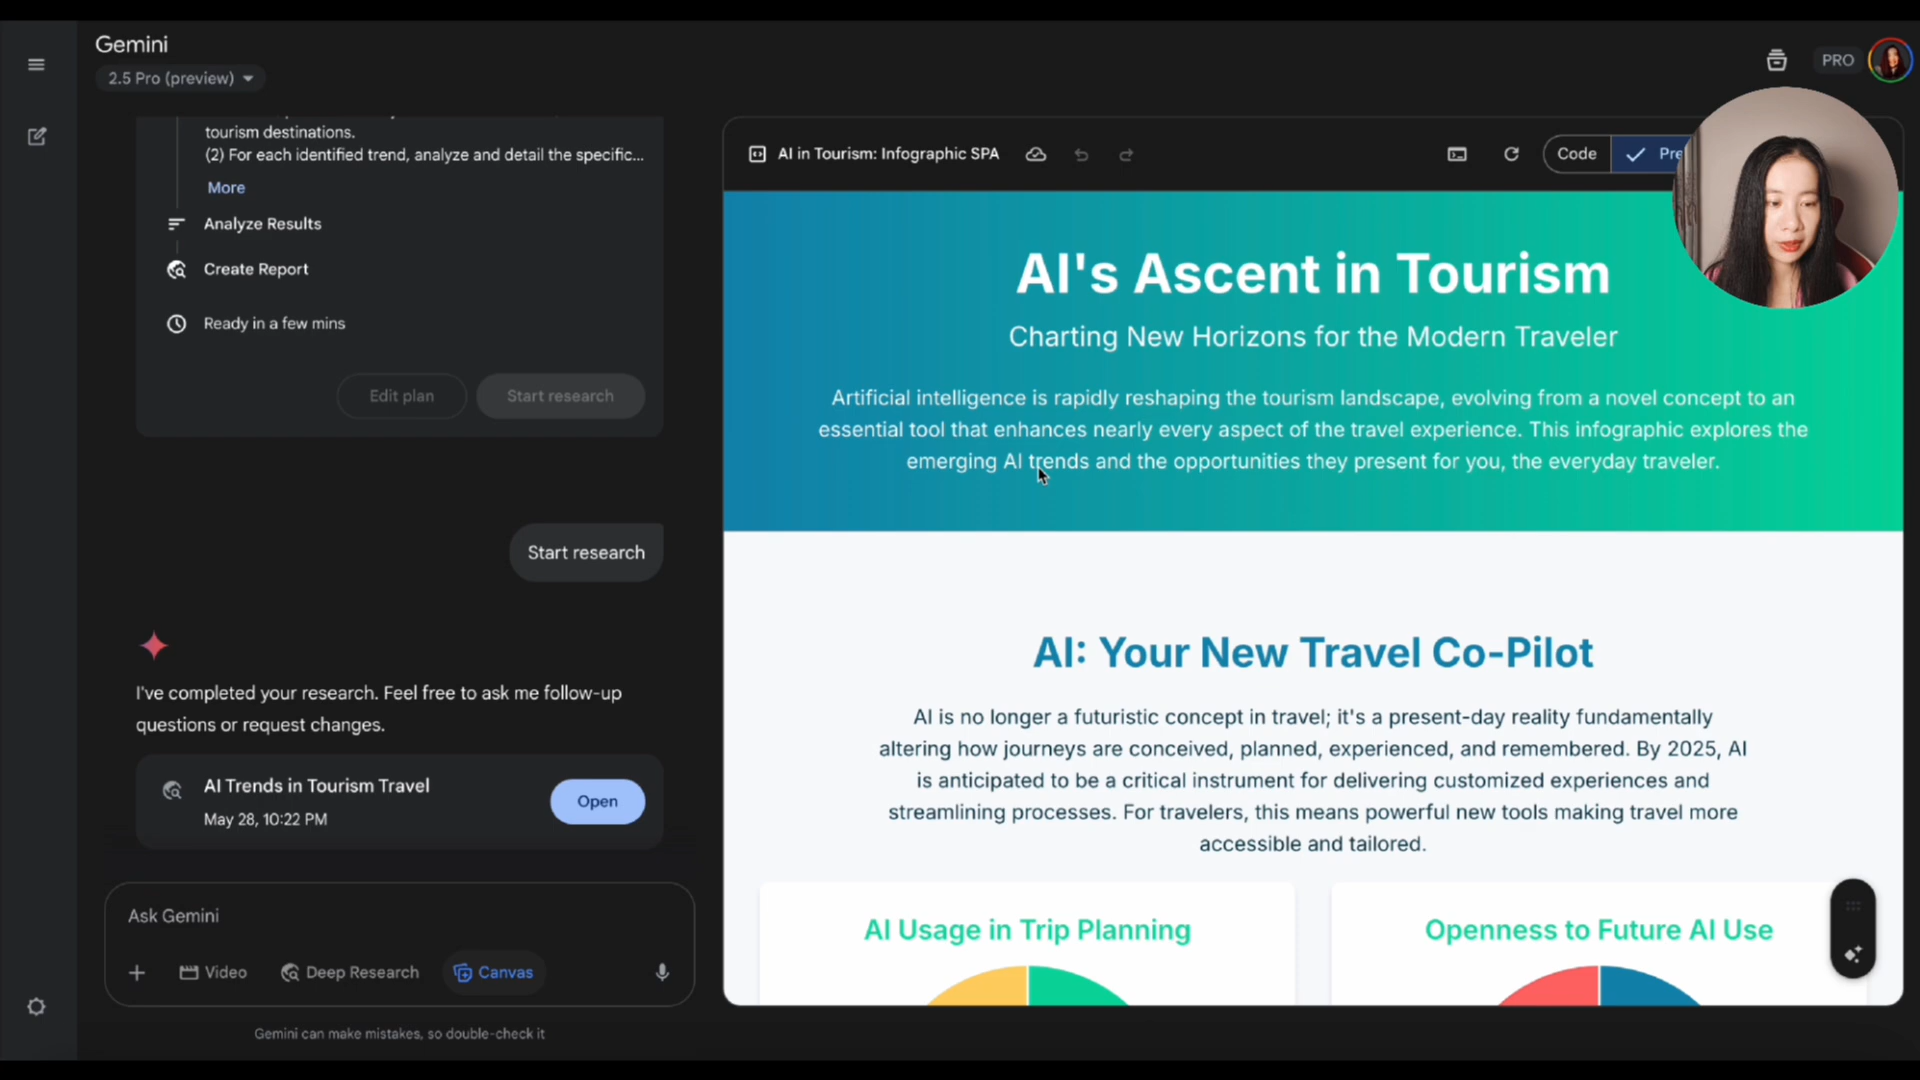 Gemini
2.5 Pro (preview)
PRO
tourism destinations.
(2) For each identified trend, analyze and detail the specific...
More
Analyze Results
Create Report
Ready in a few mins
Edit plan
Start research
Start research
I've completed your research. Feel free to ask me follow-up
questions or request changes.
AI Trends in Tourism Travel
May 28, 10:22 PM
Open
Ask Gemini
Video
Deep Research
Canvas
Gemini can make mistakes, so double-check it
AI in Tourism: Infographic SPA
Code
Pre
AI's Ascent in Tourism
Charting New Horizons for the Modern Traveler
Artificial intelligence is rapidly reshaping the tourism landscape, evolving from a novel concept to an
essential tool that enhances nearly every aspect of the travel experience. This infographic explores the
emerging AI trends and the opportunities they present for you, the everyday traveler.
AI: Your New Travel Co-Pilot
AI is no longer a futuristic concept in travel; it's a present-day reality fundamentally
altering how journeys are conceived, planned, experienced, and remembered. By 2025, AI
is anticipated to be a critical instrument for delivering customized experiences and
streamlining processes. For travelers, this means powerful new tools making travel more
accessible and tailored.
AI Usage in Trip Planning
Openness to Future AI Use